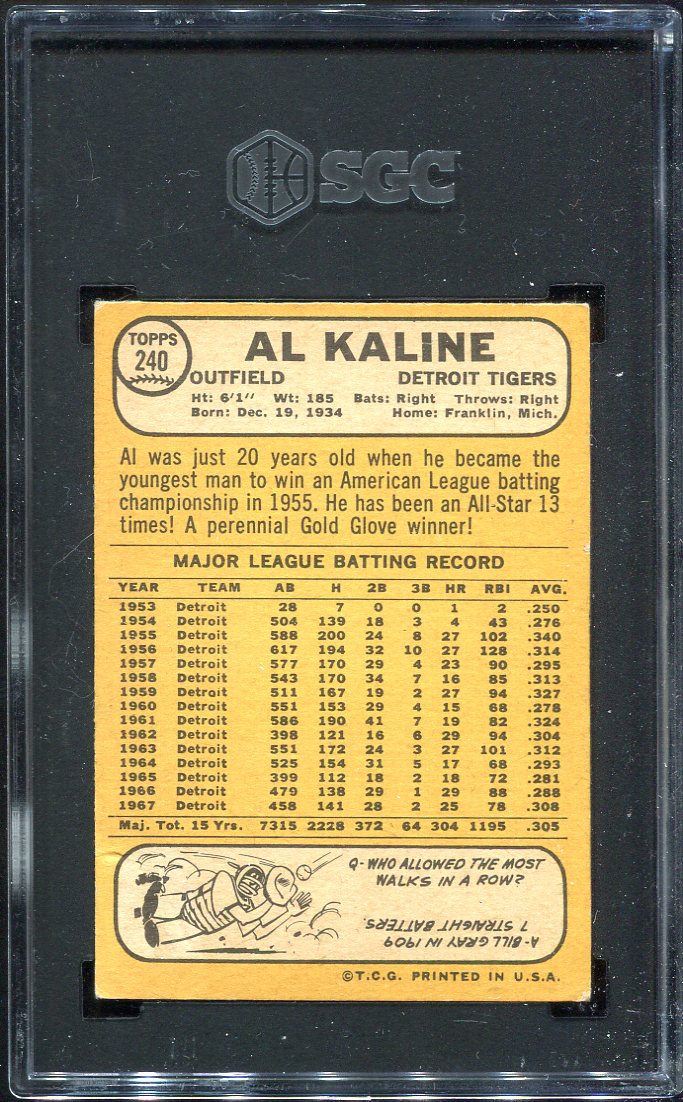 SGC
TOPPS
240
AL KALINE
OUTFIELD DETROIT TIGERS
Ht: 6'1" Wt: 185 Bats: Right Throws: Right
Born: Dec. 19, 1934 Home: Franklin, Mich.
Al was just 20 years old when he became the
youngest man to win an American League batting
championship in 1955. He has been an All-Star 13
times! A perennial Gold Glove winner!
MAJOR LEAGUE BATTING RECORD
YEAR TEAM AB H 2B 3B HR RBI AVG.
1953 Detroit 28 7 0 0 1 2 .250
1954 Detroit 504 139 18 3 4 43 .276
1955 Detroit 588 200 24 8 27 102 .340
1956 Detroit 617 194 32 10 27 128 .314
1957 Detroit 577 170 29 4 23 90 .295
1958 Detroit 543 170 34 7 16 85 .313
1959 Detroit 511 167 19 2 27 94 .327
1960 Detroit 551 153 29 4 15 68 .278
1961 Detroit 586 190 41 7 19 82 .324
1962 Detroit 398 121 16 6 29 94 .304
1963 Detroit 551 172 24 3 27 101 .312
1964 Detroit 525 154 31 5 17 68 .293
1965 Detroit 399 112 18 2 18 72 .281
1966 Detroit 479 138 29 1 29 88 .288
1967 Detroit 458 141 28 2 25 78 .308
Maj. Tot. 15 Yrs. 7315 2228 372 64 304 1195 .305
Q- WHO ALLOWED THE MOST
WALKS IN A ROW?
A- BILL GRAY IN 1909
7 STRAIGHT BATTERS.
©T.C.G. PRINTED IN U.S.A.